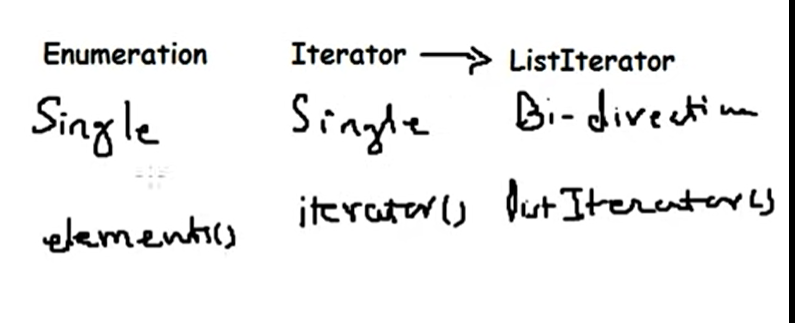 Enumeration Iterator ListIterator
Single Single Bi-direction
elements() iterator() listIterator()